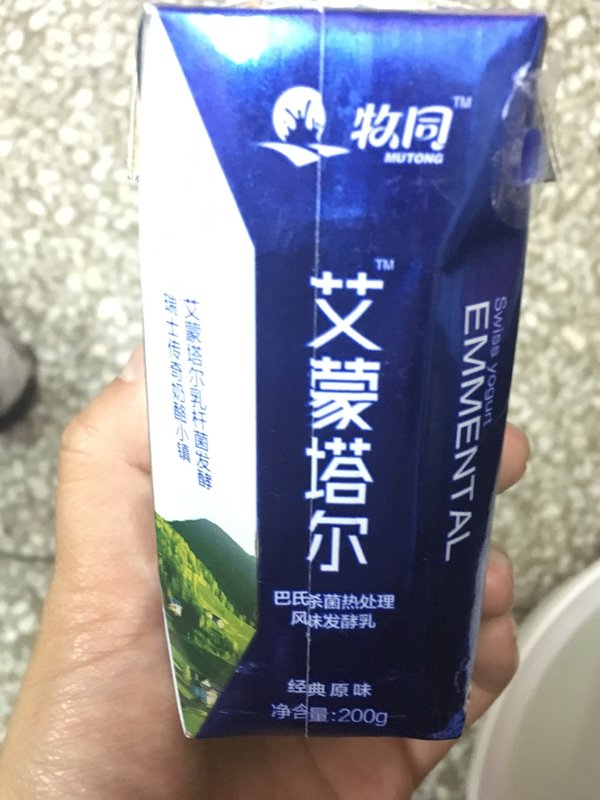 牧同™
MUTONG
艾蒙塔尔™
Swiss yogurt
EMMENTAL
艾蒙塔尔乳杆菌发酵
瑞士传奇奶酪小镇
巴氏杀菌热处理
风味发酵乳
经典原味
净含量:200g